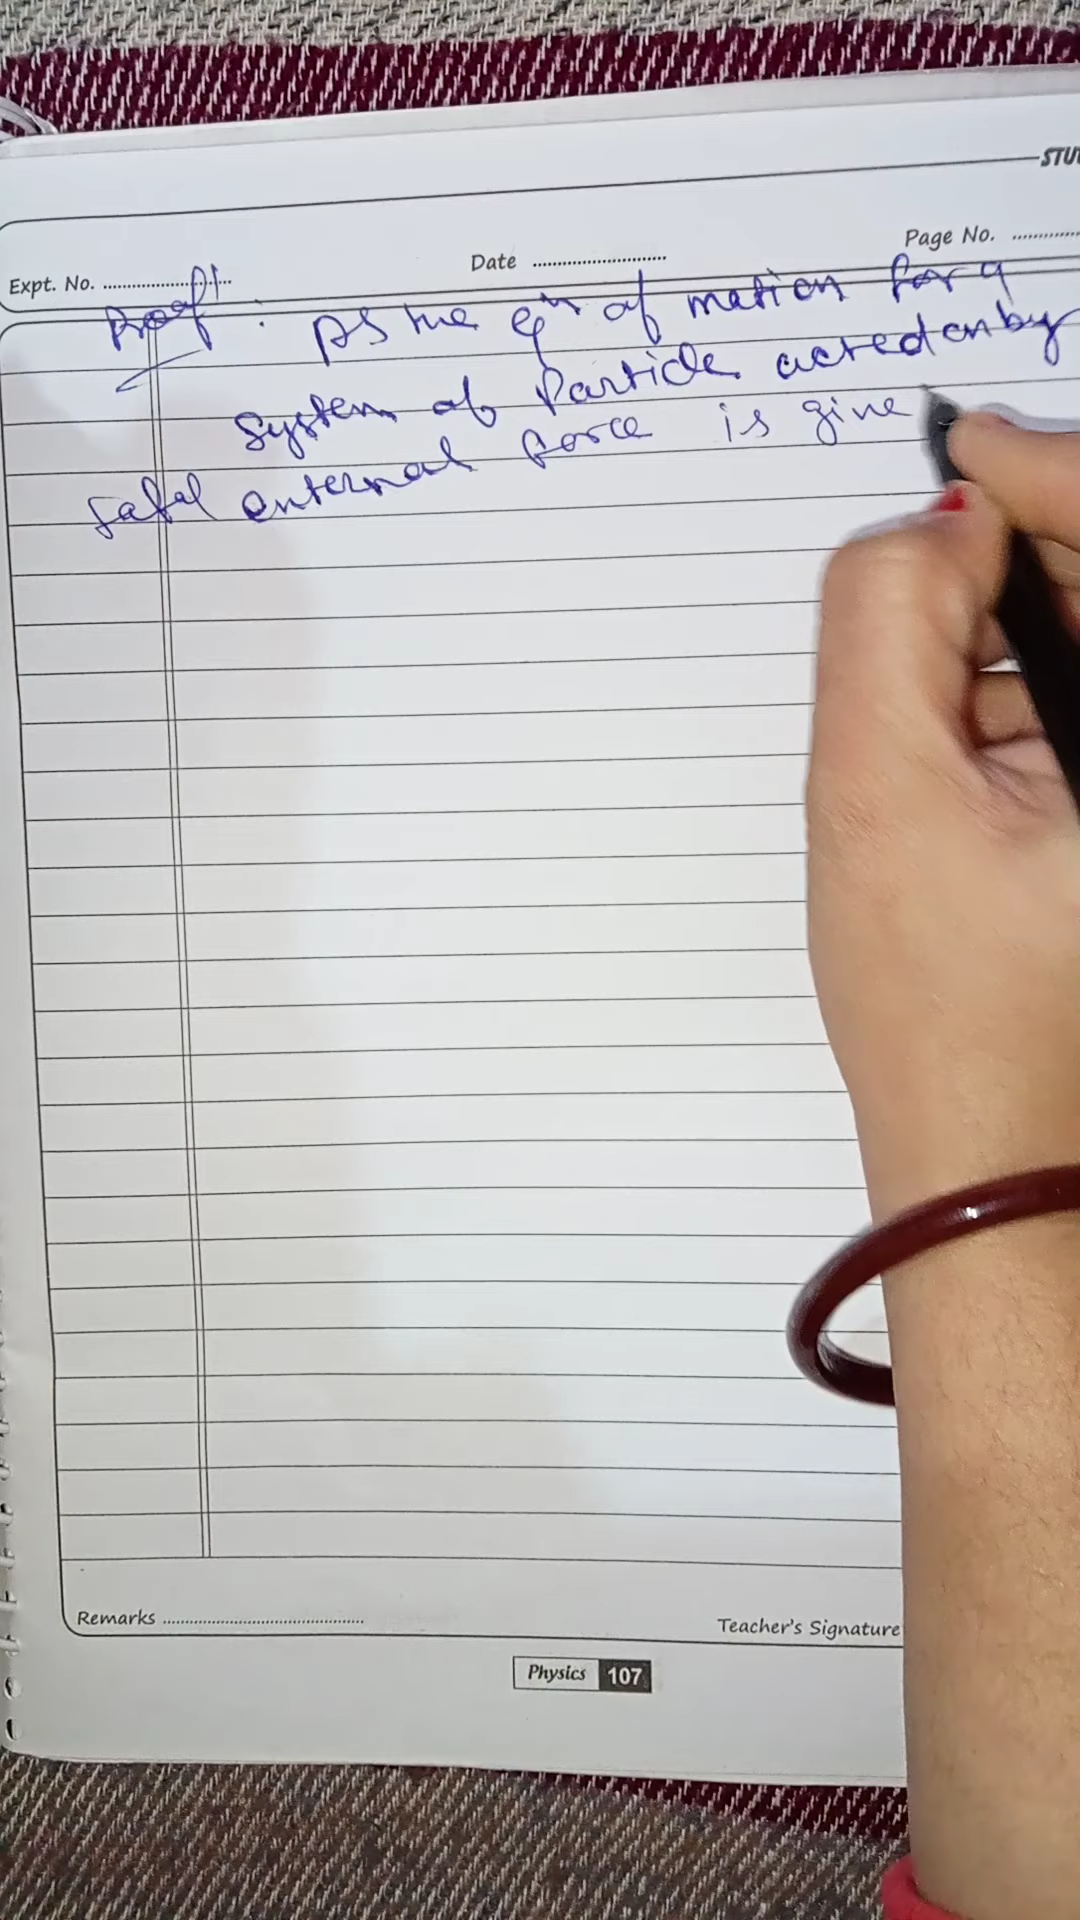 STU
Page No. ............
Date ............................
Expt. No. ............................
Proof : As the eqn of motion for a
system of Particle acted on by
total external force is give
Remarks ............................................
Teacher's Signature
Physics 107